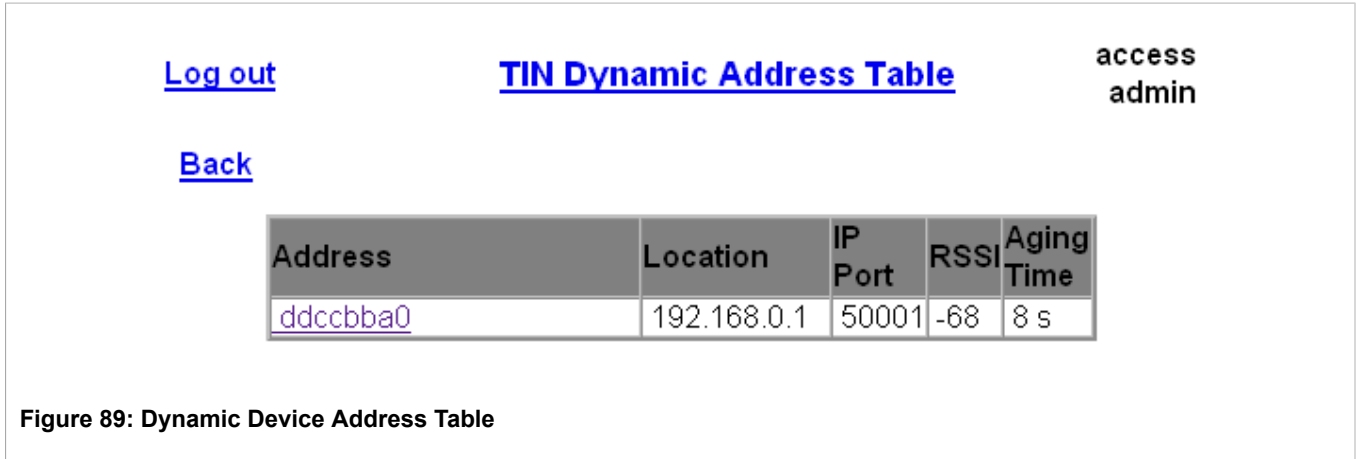 Log out TIN Dynamic Address Table access
admin
Back
Address Location IP Port RSSI Aging Time
ddccbba0 192.168.0.1 50001 -68 8 s
Figure 89: Dynamic Device Address Table